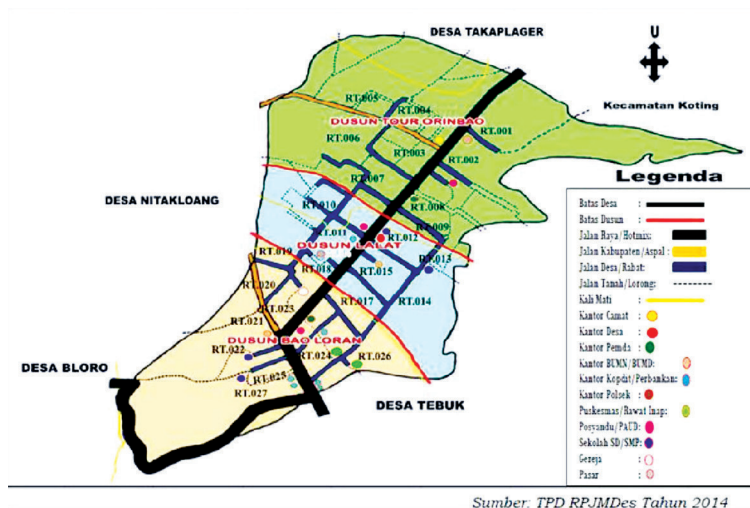 DESA TAKAPLAGER
U
Kecamatan Koting
RT.005
RT.004
DUSUN TOUR ORINBAO
RT.001
RT.006
RT.003
RT.002
RT.007
DESA NITAKLOANG
RT.010
RT.008
RT.011
RT.012
RT.009
DUSUN LALAT
RT.019
RT.018
RT.015
RT.013
RT.020
RT.017
RT.014
RT.023
RT.021
DUSUN BAO LORAN
RT.022
RT.024
RT.026
RT.025
RT.027
DESA BLORO
DESA TEBUK
Legenda
Batas Desa :
Batas Dusun :
Jalan Raya/Hotmix:
Jalan Kabupaten/Aspal :
Jalan Desa/Rabat:
Jalan Tanah/Lorong:
Kali Mati :
Kantor Camat :
Kantor Desa :
Kantor Pemda :
Kantor BUMN/BUMD:
Kantor Kopdit/Perbankan:
Kantor Polsek :
Puskesmas/Rawat Inap:
Posyandu/PAUD :
Sekolah SD/SMP:
Gereja :
Pasar :
Sumber: TPD RPJMDes Tahun 2014